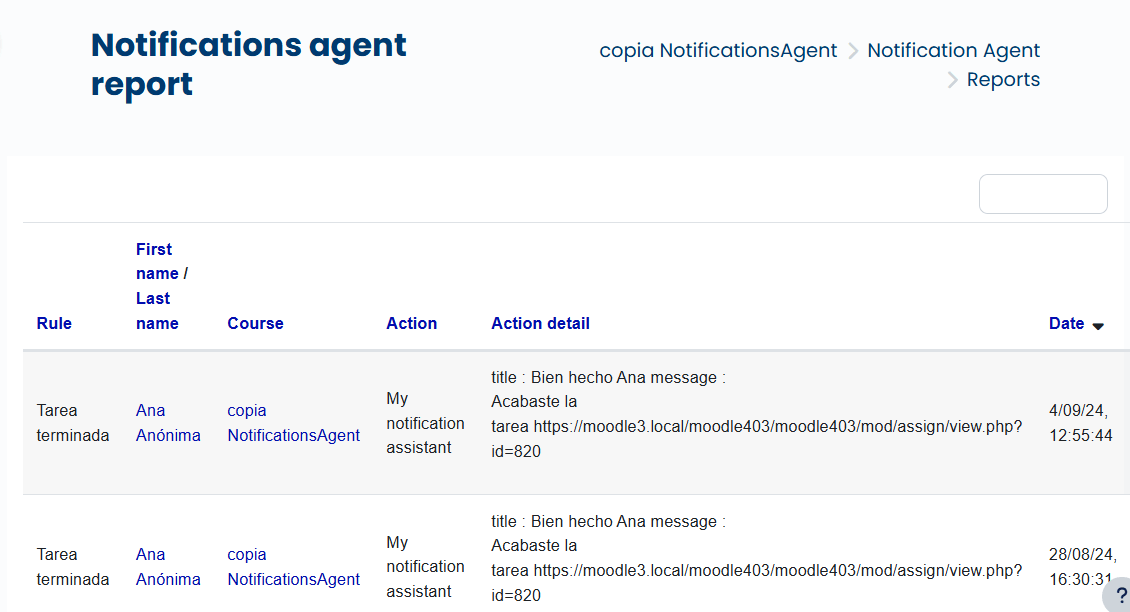 Notifications agent
report
copia NotificationsAgent > Notification Agent
> Reports
Rule
First
name /
Last
name
Course
Action
Action detail
Date
Tarea
terminada
Ana
Anónima
copia
NotificationsAgent
My
notification
assistant
title : Bien hecho Ana message :
Acabaste la
tarea https://moodle3.local/moodle403/moodle403/mod/assign/view.php?
id=820
4/09/24,
12:55:44
Tarea
terminada
Ana
Anónima
copia
NotificationsAgent
My
notification
assistant
title : Bien hecho Ana message :
Acabaste la
tarea https://moodle3.local/moodle403/moodle403/mod/assign/view.php?
id=820
28/08/24,
16:30:31
?